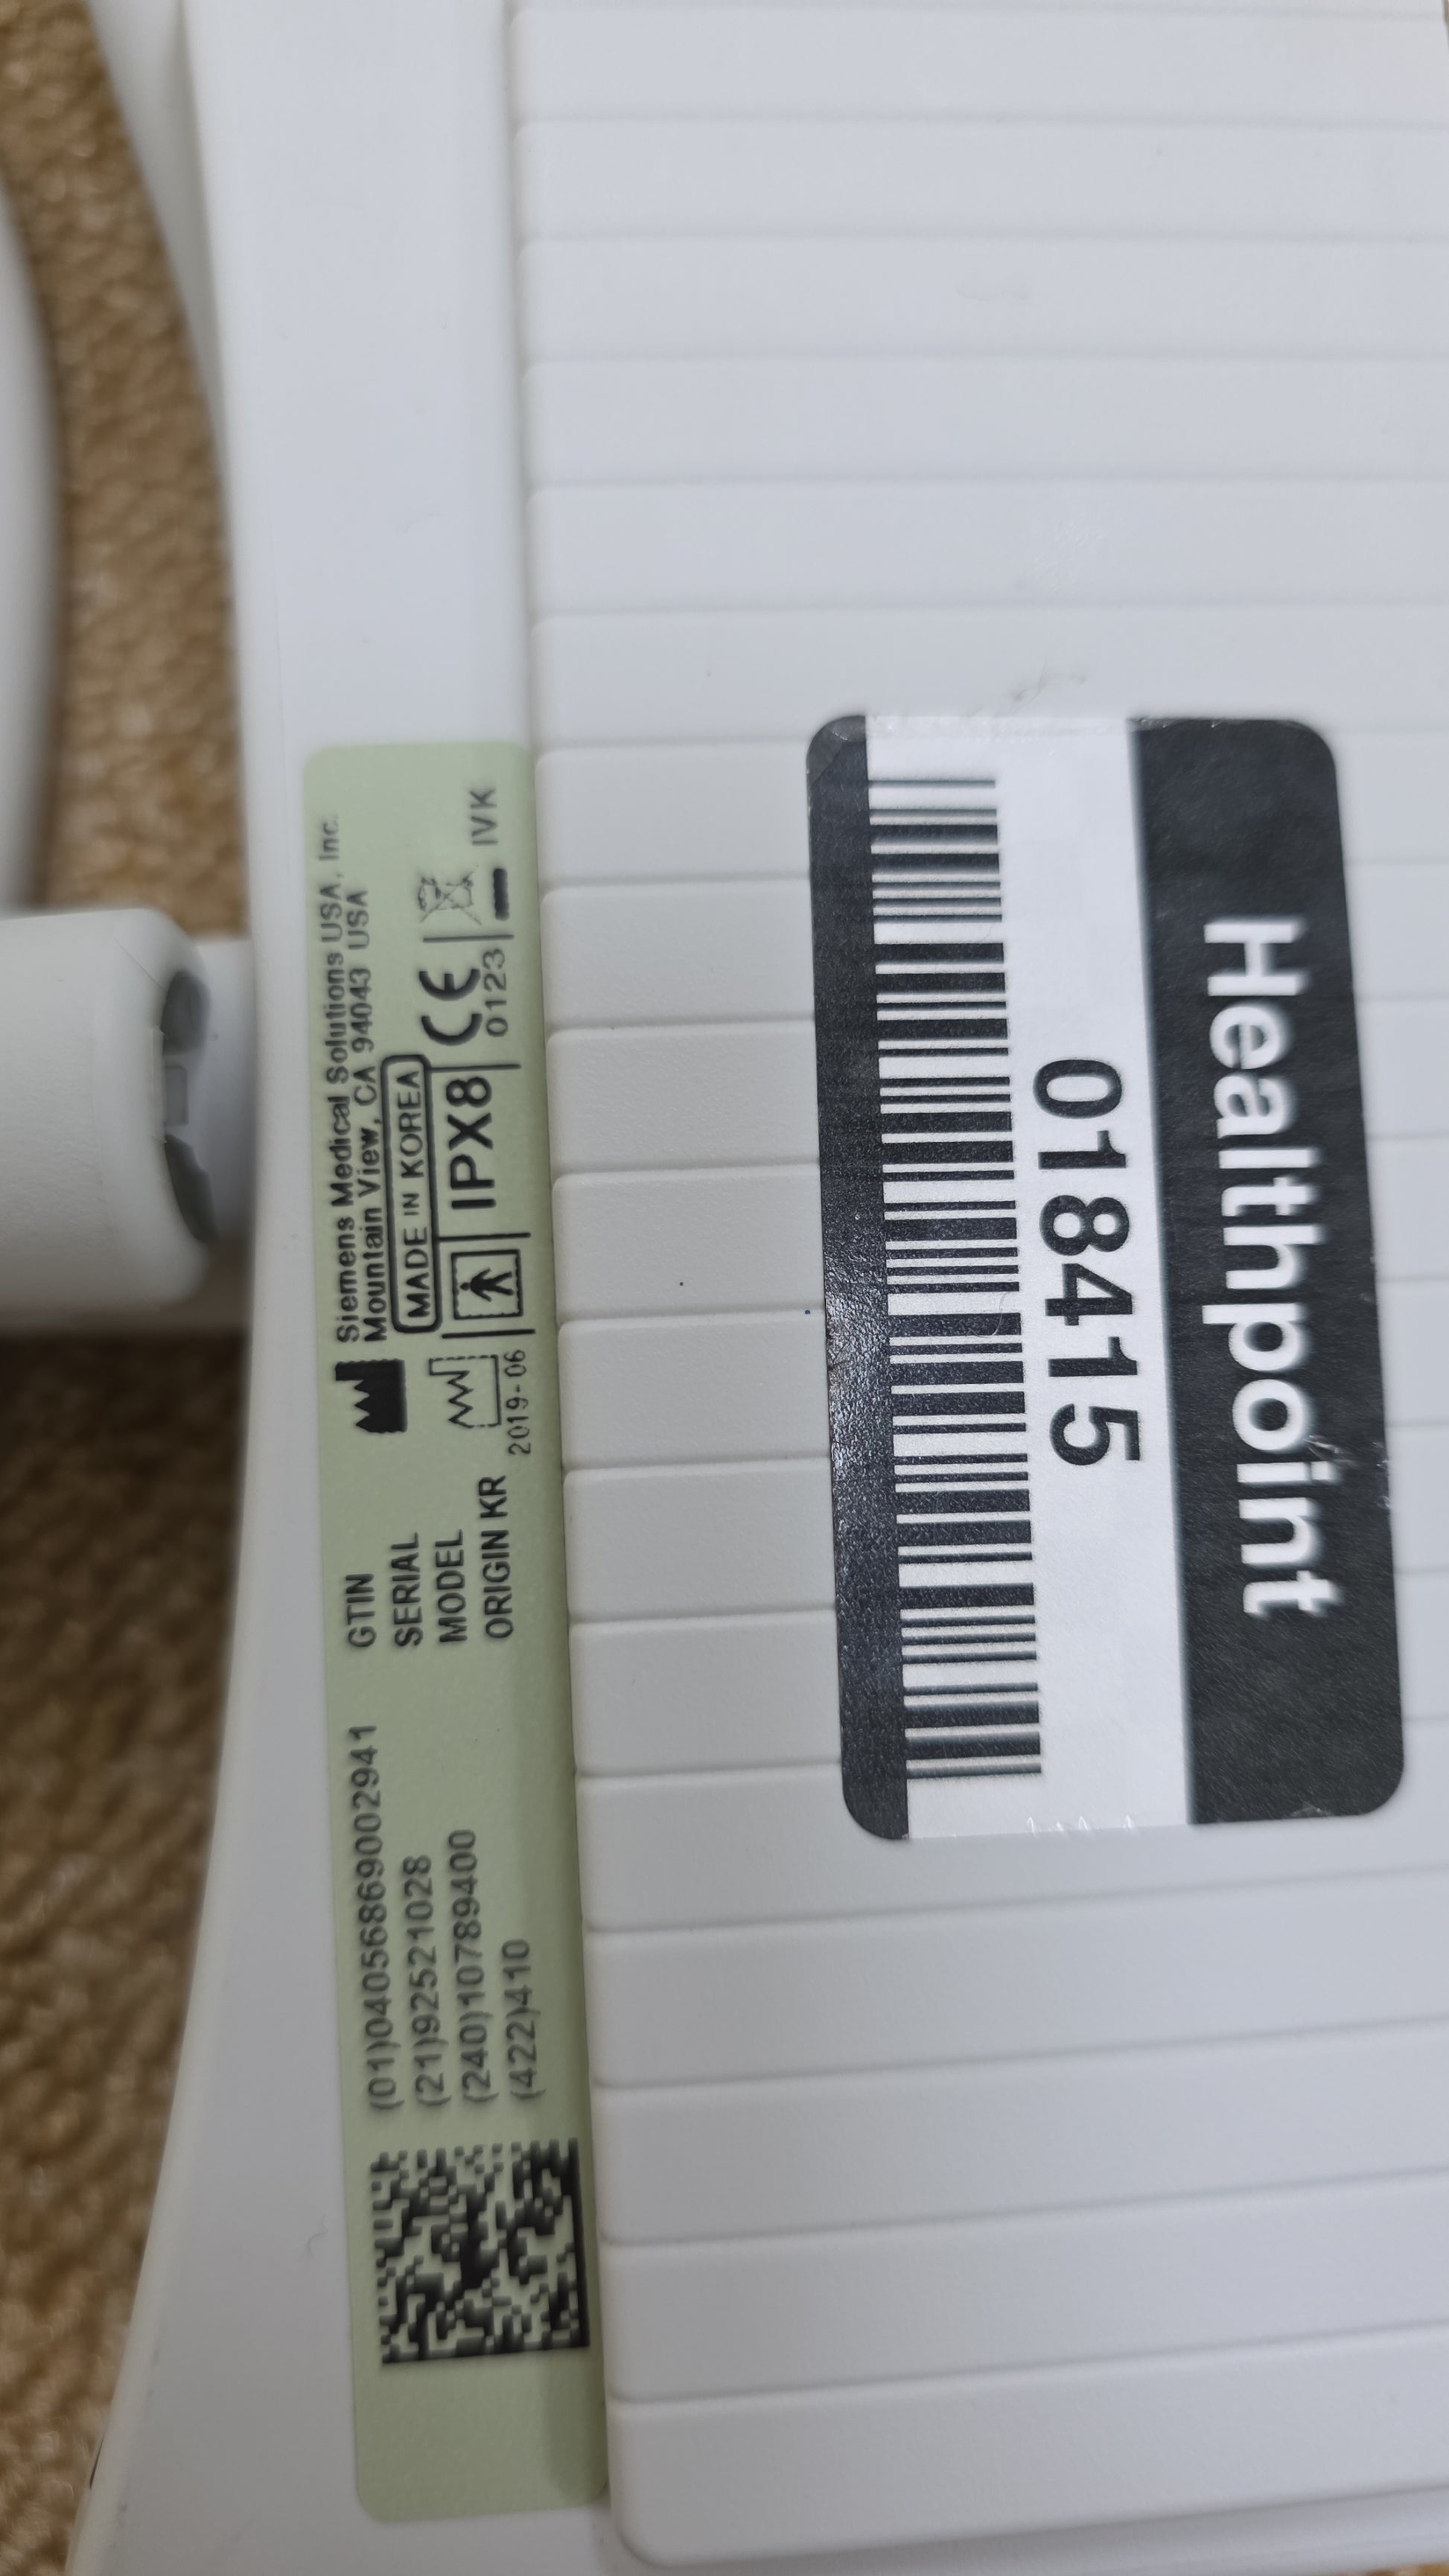 (01)04056869002941 GTIN
(21)92521028 SERIAL
(240)10789400 MODEL
(422)410 ORIGIN KR
Siemens Medical Solutions USA, Inc.
Mountain View, CA 94043 USA
MADE IN KOREA
2019-06
IPX8
CE
0123
IVK
Healthpoint
018415